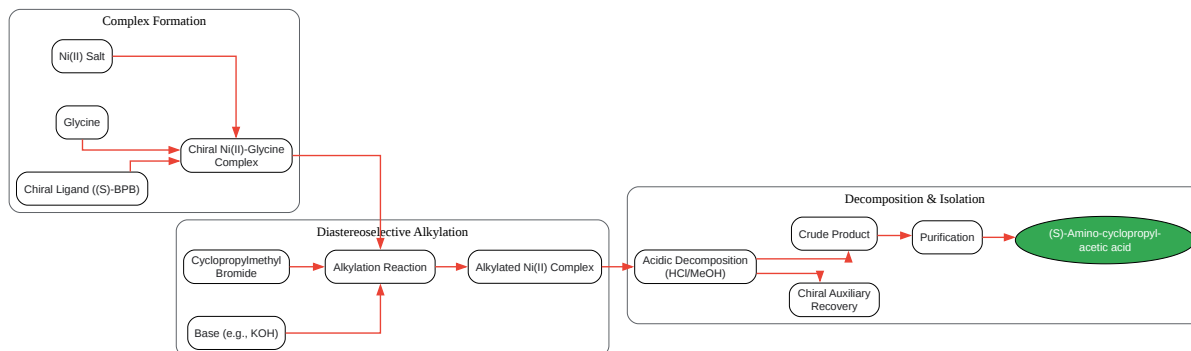 Complex Formation
Ni(II) Salt
Glycine
Chiral Ni(II)-Glycine
Complex
Chiral Ligand ((S)-BPB)
Diastereoselective Alkylation
Cyclopropylmethyl
Bromide
Alkylation Reaction
Alkylated Ni(II) Complex
Base (e.g., KOH)
Decomposition & Isolation
Acidic Decomposition
(HCl/MeOH)
Crude Product
Purification
(S)-Amino-cyclopropyl-
acetic acid
Chiral Auxiliary
Recovery